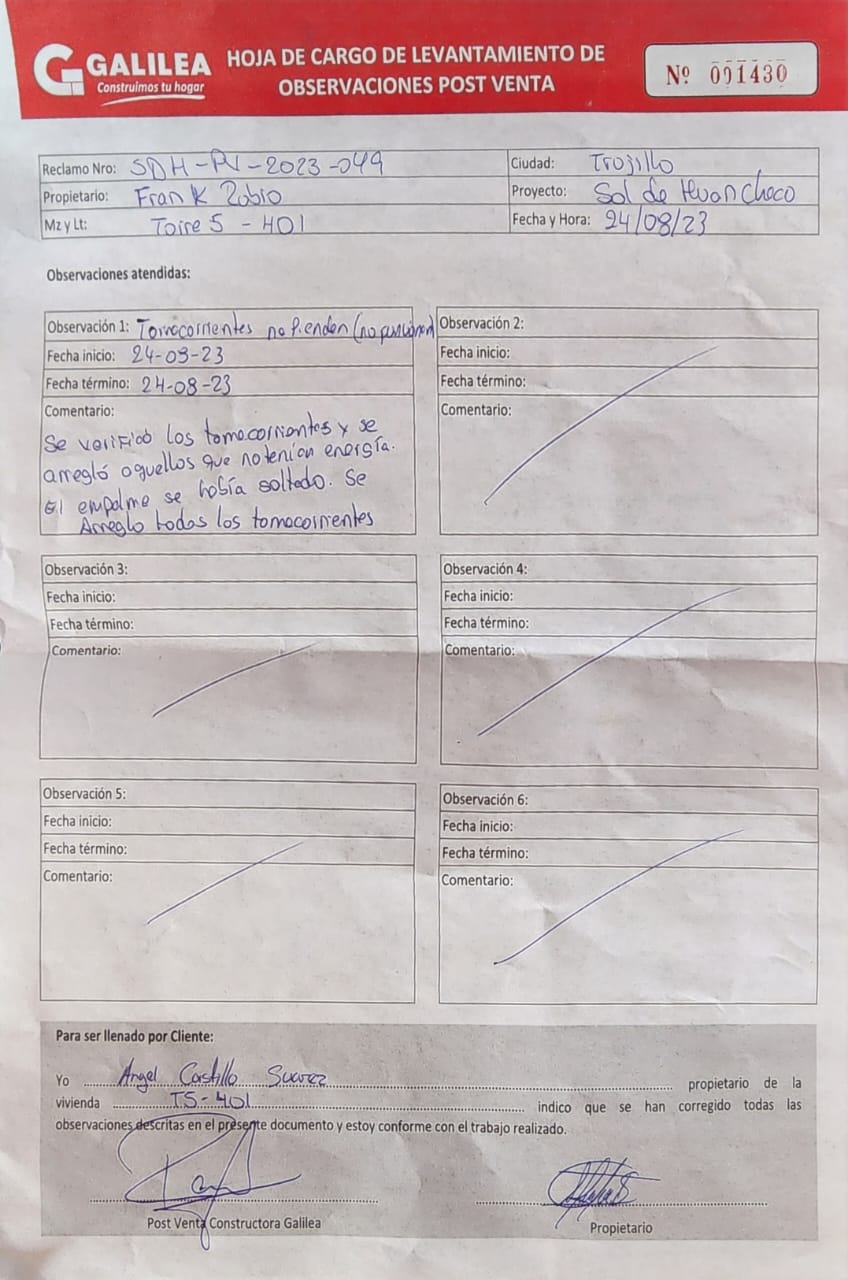 GALILEA
Construimos tu hogar
HOJA DE CARGO DE LEVANTAMIENTO DE
OBSERVACIONES POST VENTA
Nº 001430
Reclamo Nro: SDH-PV-2023-049
Ciudad: Trujillo
Propietario: Frank Rubio
Proyecto: Sol de Huanchaco
Mz y Lt: Torre 5 - 401
Fecha y Hora: 24/08/23
Observaciones atendidas:
Observación 1: Tomacorrientes no Prenden (no funcionan)
Fecha inicio: 24-08-23
Fecha término: 24-08-23
Comentario:
Se verificó los tomacorrientes y se
arregló aquellos que no tenían energía.
El empalme se había soltado. Se
Arreglo todos los tomacorrientes
Observación 2:
Fecha inicio:
Fecha término:
Comentario:
Observación 3:
Fecha inicio:
Fecha término:
Comentario:
Observación 4:
Fecha inicio:
Fecha término:
Comentario:
Observación 5:
Fecha inicio:
Fecha término:
Comentario:
Observación 6:
Fecha inicio:
Fecha término:
Comentario:
Para ser llenado por Cliente:
Yo Angel Castillo Suarez propietario de la
vivienda T5-401 indico que se han corregido todas las
observaciones descritas en el presente documento y estoy conforme con el trabajo realizado.
Post Venta Constructora Galilea
Propietario